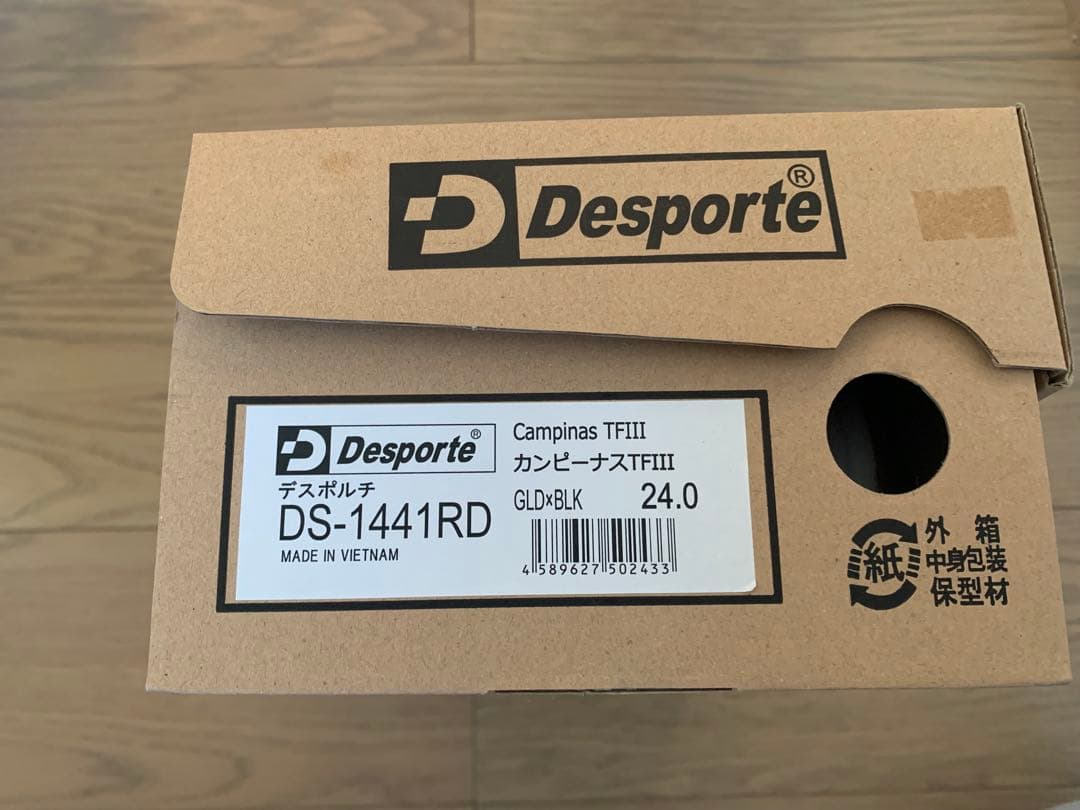 Desporte®
Desporte®
デスポルチ
DS-1441RD
MADE IN VIETNAM
Campinas TFIII
カンピーナスTFIII
GLD×BLK 24.0
4 589627 502433
紙
外箱
中身包装
保型材